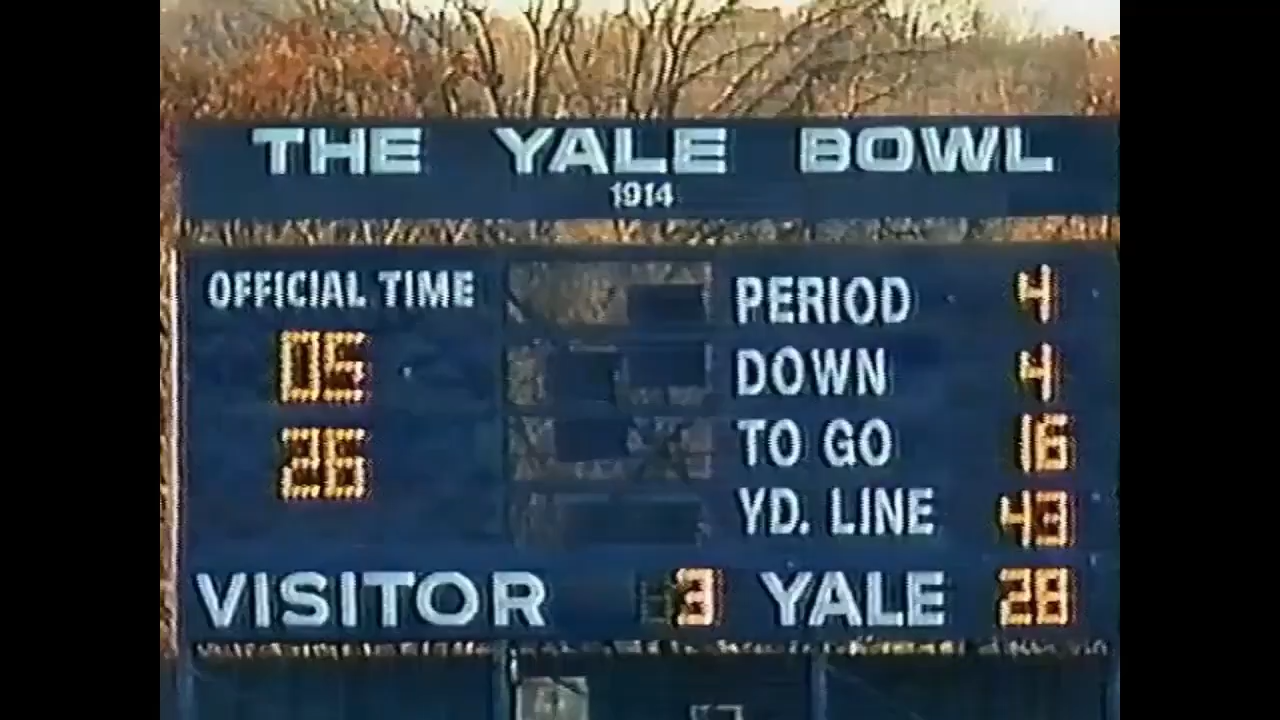 THE YALE BOWL
1914
OFFICIAL TIME
05
26
PERIOD 4
DOWN 4
TO GO 16
YD. LINE 43
VISITOR 3 YALE 28